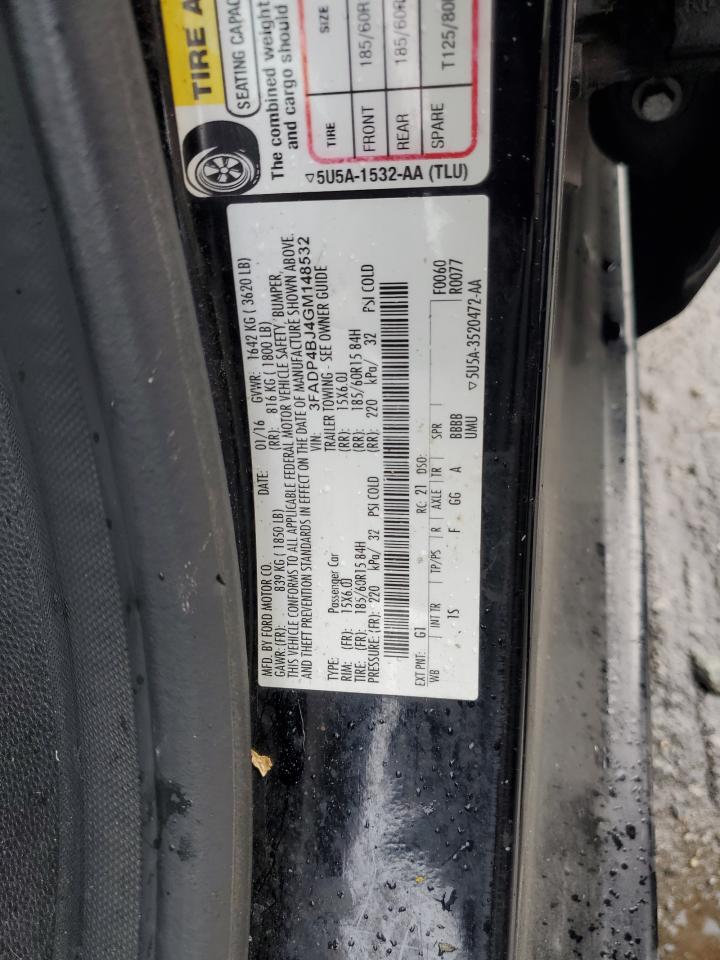 TIRE A
SEATING CAPAC
The combined weight
and cargo should
TIRE SIZE
FRONT 185/60R
REAR 185/60R
SPARE T125/80
5U5A-1532-AA (TLU)
MFD. BY FORD MOTOR CO. DATE: 01/16 GVWR: 1642 KG ( 3620 LB)
GAWR: (FR): 839 KG ( 1850 LB) (RR): 816 KG ( 1800 LB)
THIS VEHICLE CONFORMS TO ALL APPLICABLE FEDERAL MOTOR VEHICLE SAFETY, BUMPER,
AND THEFT PREVENTION STANDARDS IN EFFECT ON THE DATE OF MANUFACTURE SHOWN ABOVE.
VIN: 3FADP4BJ4GM148532
TYPE: Passenger Car TRAILER TOWING - SEE OWNER GUIDE
RIM: (FR): 15X6.0J (RR): 15X6.0J
TIRE: (FR): 185/60R15 84H (RR): 185/60R15 84H
PRESSURE: (FR): 220 kPa/ 32 PSI COLD (RR): 220 kPa/ 32 PSI COLD
EXT PNT: G1 RC: 21 DSO: F0060
WB INT TR TP/PS R AXLE TR SPR R0077
1S F GG A BBBB
UMU 5U5A-3520472-AA